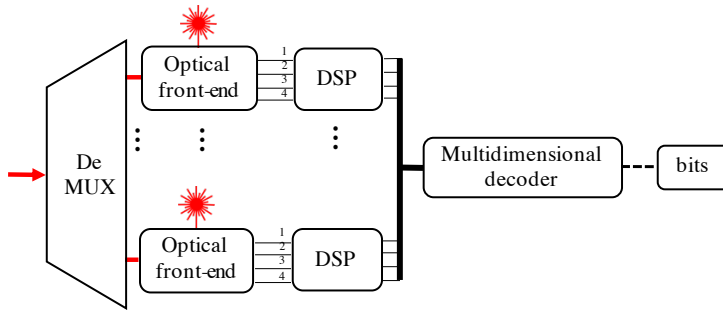 Optical
front-end
1
2
3
4
DSP
De
MUX
Multidimensional
decoder
bits
Optical
front-end
1
2
3
4
DSP